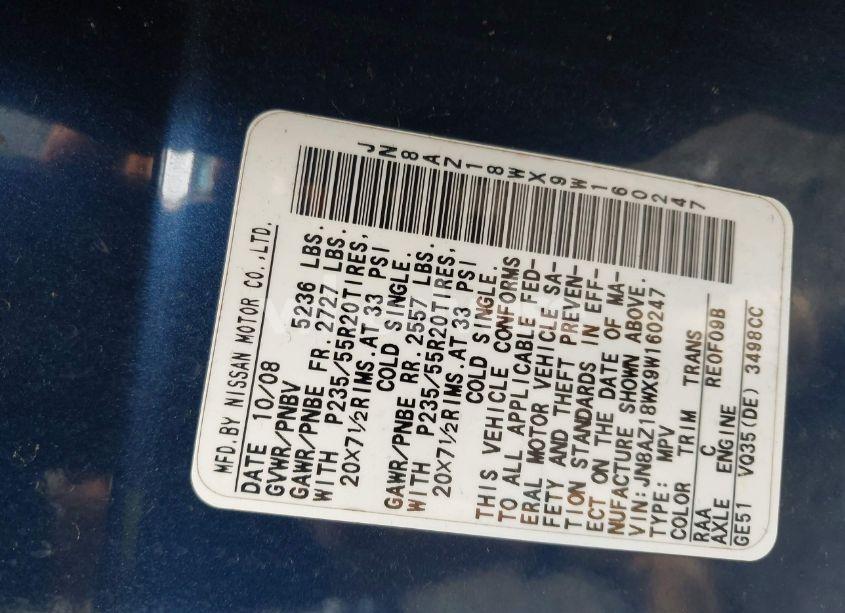 MFD. BY NISSAN MOTOR CO., LTD.
DATE 10/08
GVWR/PNBV 5236 LBS.
GAWR/PNBE FR. 2727 LBS.
WITH P235/55R20TIRES,
20X7 1/2RIMS.AT 33 PSI
COLD SINGLE.
GAWR/PNBE RR. 2557 LBS.
WITH P235/55R20TIRES,
20X7 1/2RIMS.AT 33 PSI
COLD SINGLE.
THIS VEHICLE CONFORMS
TO ALL APPLICABLE FED-
ERAL MOTOR VEHICLE SA-
FETY AND THEFT PREVEN-
TION STANDARDS IN EFF-
ECT ON THE DATE OF MA-
NUFACTURE SHOWN ABOVE.
VIN:JN8AZ18WX9W160247
TYPE: MPV
COLOR TRIM TRANS
RAA C RE0F09B
AXLE ENGINE
GE51 VQ35(DE) 3498CC
JN8AZ18WX9W160247